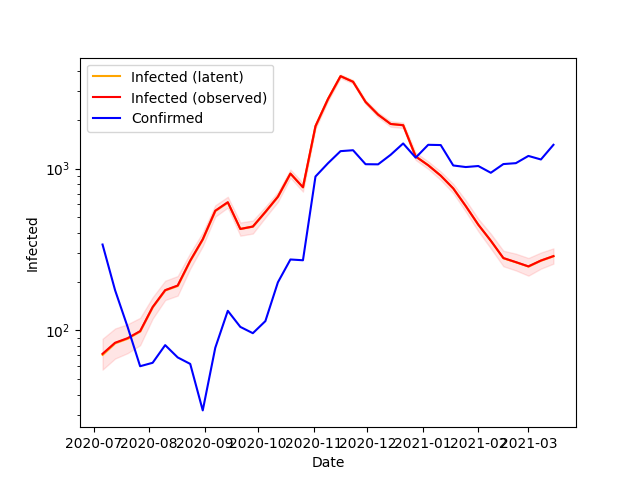 Infected (latent)
Infected (observed)
Confirmed
Infected
10³
10²
2020-07 2020-08 2020-09 2020-10 2020-11 2020-12 2021-01 2021-02 2021-03
Date